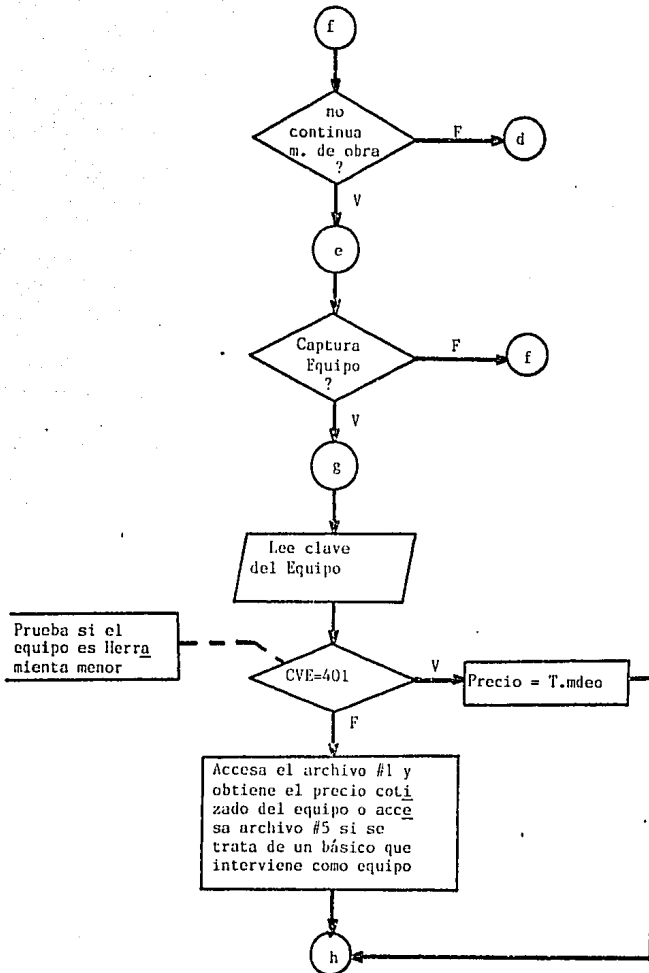 f
no
continua
m. de obra
?
F
d
V
e
Captura
Equipo
?
F
f
V
g
Lee clave
del Equipo
Prueba si el
equipo es Herra
mienta menor
CVE=401
V
Precio = T.mdeo
F
Accesa el archivo #1 y
obtiene el precio coti
zado del equipo o acce
sa archivo #5 si se
trata de un básico que
interviene como equipo
h